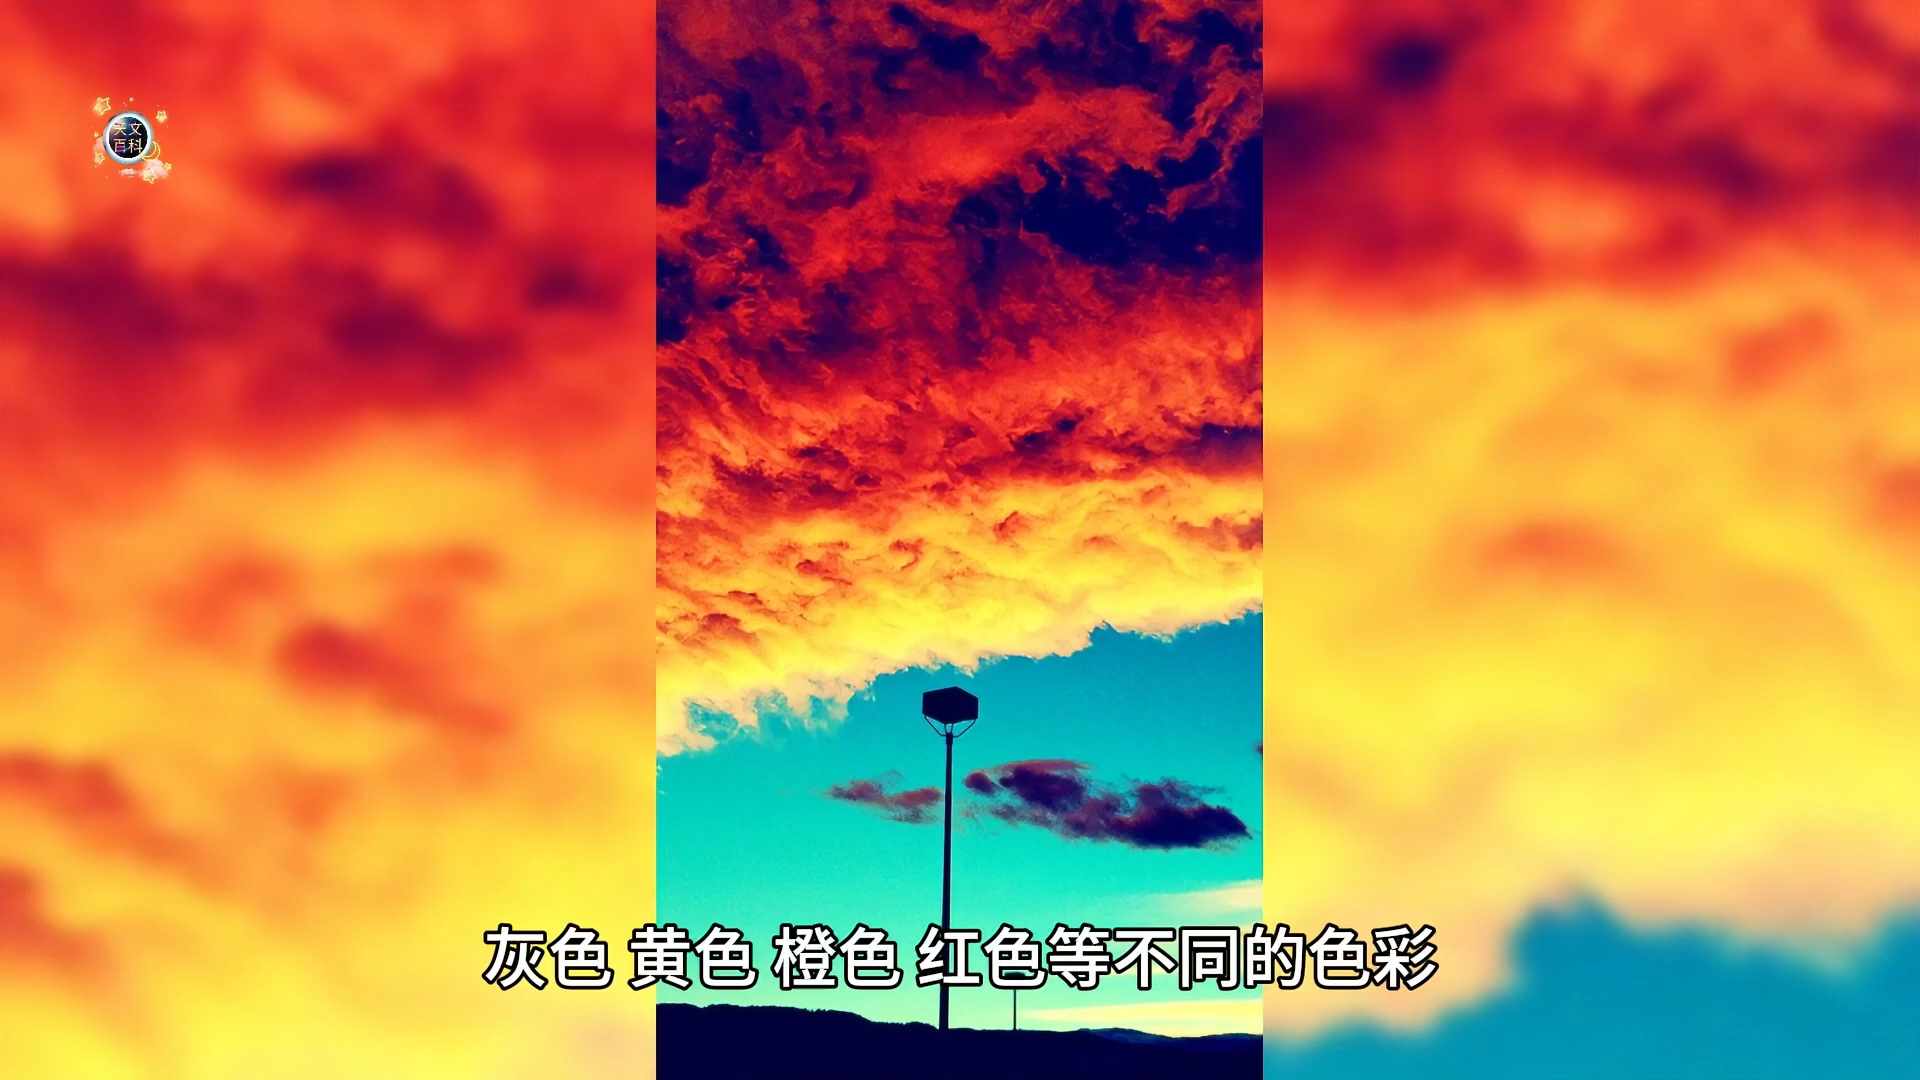 天文
百科
灰色 黄色 橙色 红色等不同的色彩